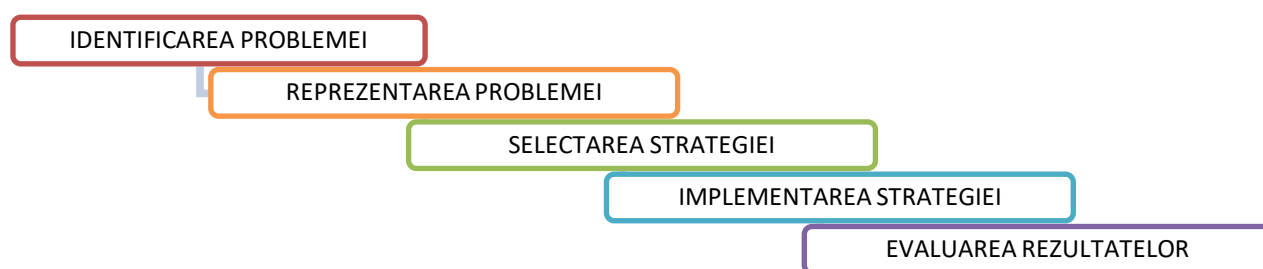 IDENTIFICAREA PROBLEMEI
REPREZENTAREA PROBLEMEI
SELECTAREA STRATEGIEI
IMPLEMENTAREA STRATEGIEI
EVALUAREA REZULTATELOR